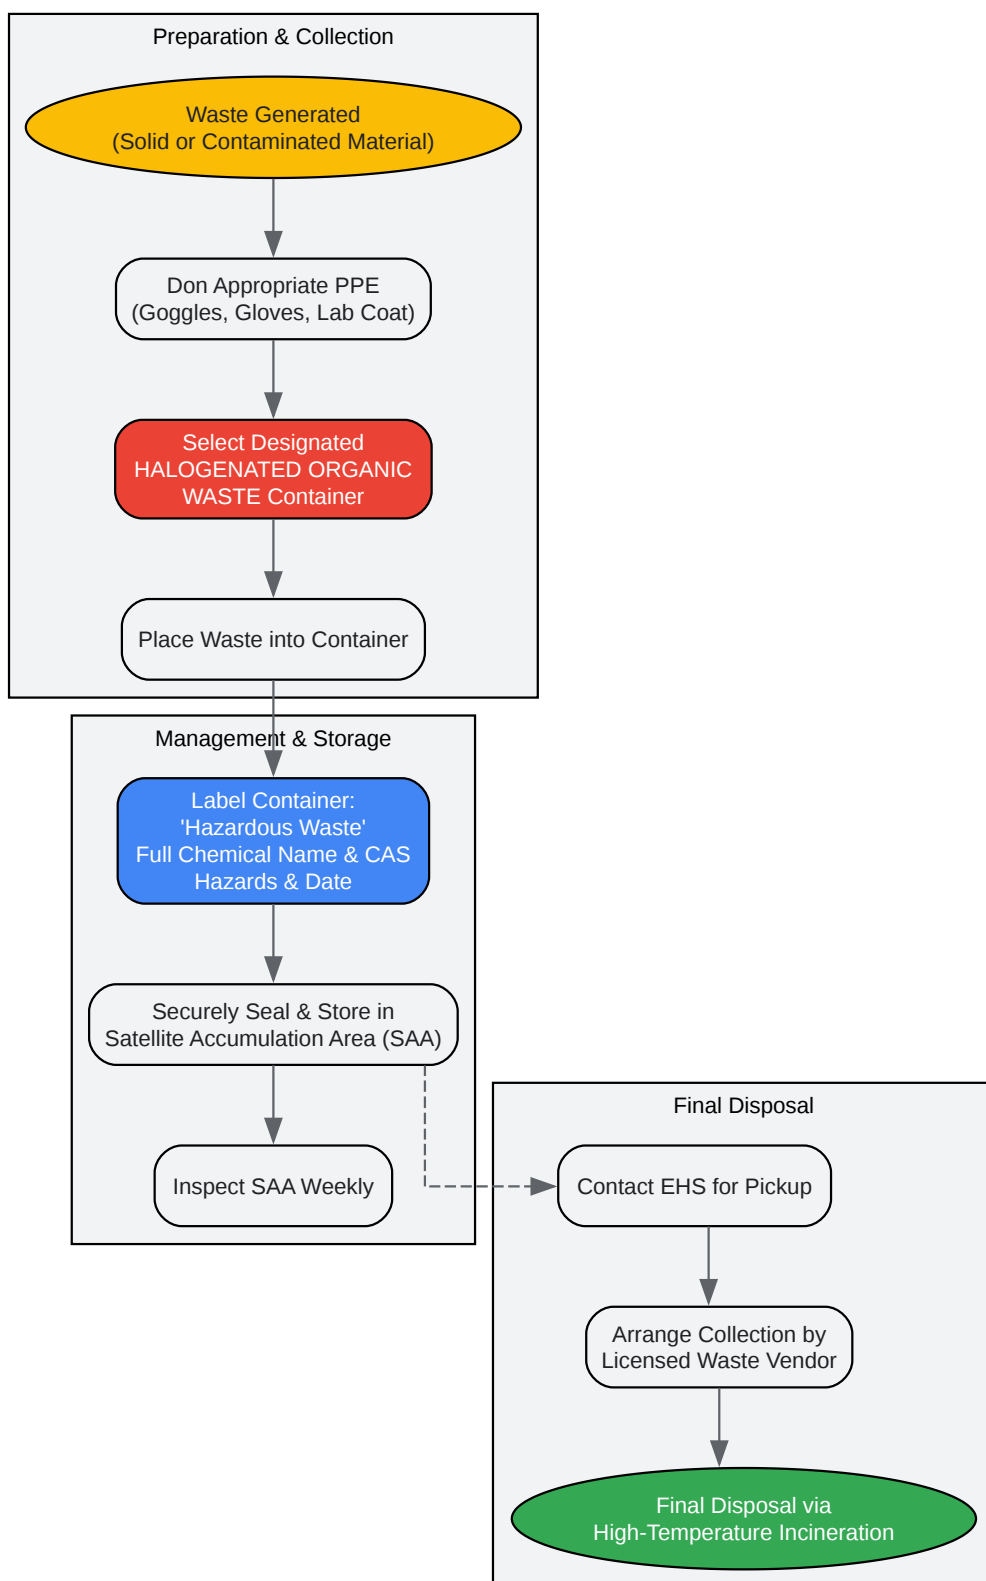 Preparation & Collection
Waste Generated
(Solid or Contaminated Material)
Don Appropriate PPE
(Goggles, Gloves, Lab Coat)
Select Designated
HALOGENATED ORGANIC
WASTE Container
Place Waste into Container
Management & Storage
Label Container:
'Hazardous Waste'
Full Chemical Name & CAS
Hazards & Date
Securely Seal & Store in
Satellite Accumulation Area (SAA)
Inspect SAA Weekly
Final Disposal
Contact EHS for Pickup
Arrange Collection by
Licensed Waste Vendor
Final Disposal via
High-Temperature Incineration